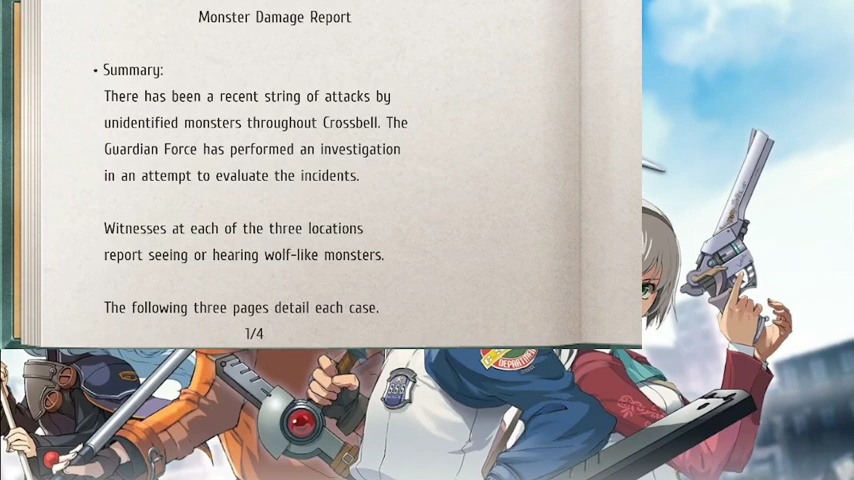 Monster Damage Report
• Summary:
There has been a recent string of attacks by
unidentified monsters throughout Crossbell. The
Guardian Force has performed an investigation
in an attempt to evaluate the incidents.
Witnesses at each of the three locations
report seeing or hearing wolf-like monsters.
The following three pages detail each case.
1/4